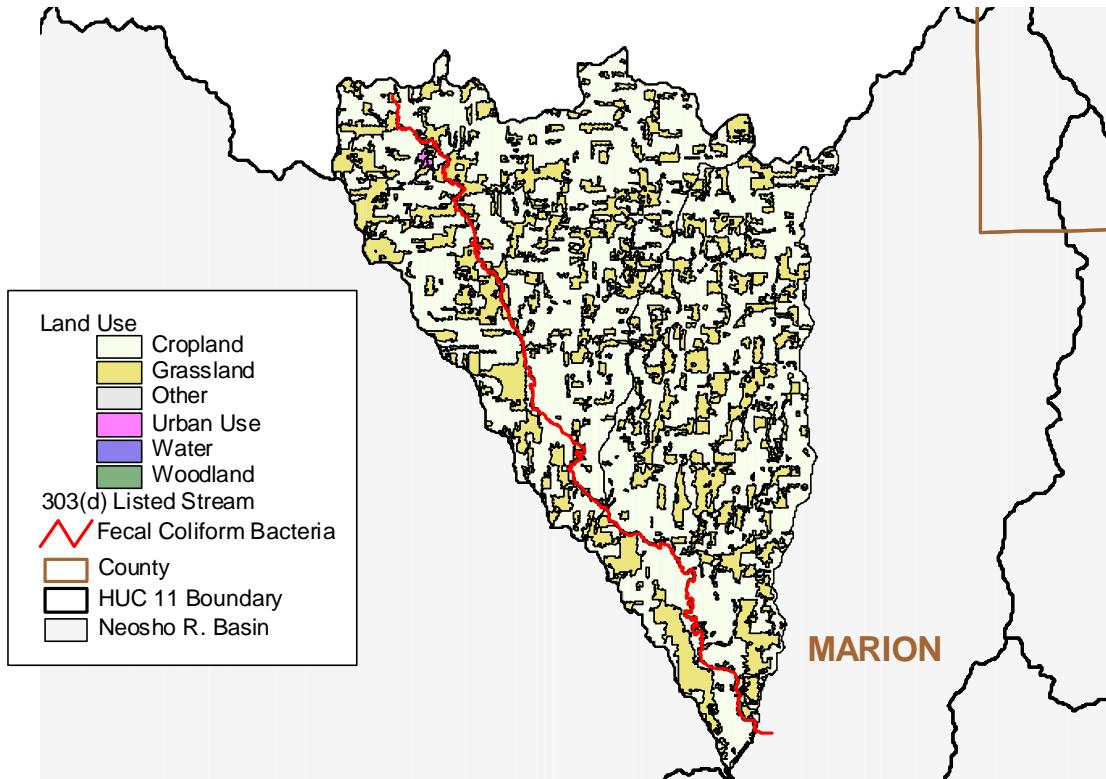 Land Use
Cropland
Grassland
Other
Urban Use
Water
Woodland
303(d) Listed Stream
Fecal Coliform Bacteria
County
HUC 11 Boundary
Neosho R. Basin
MARION